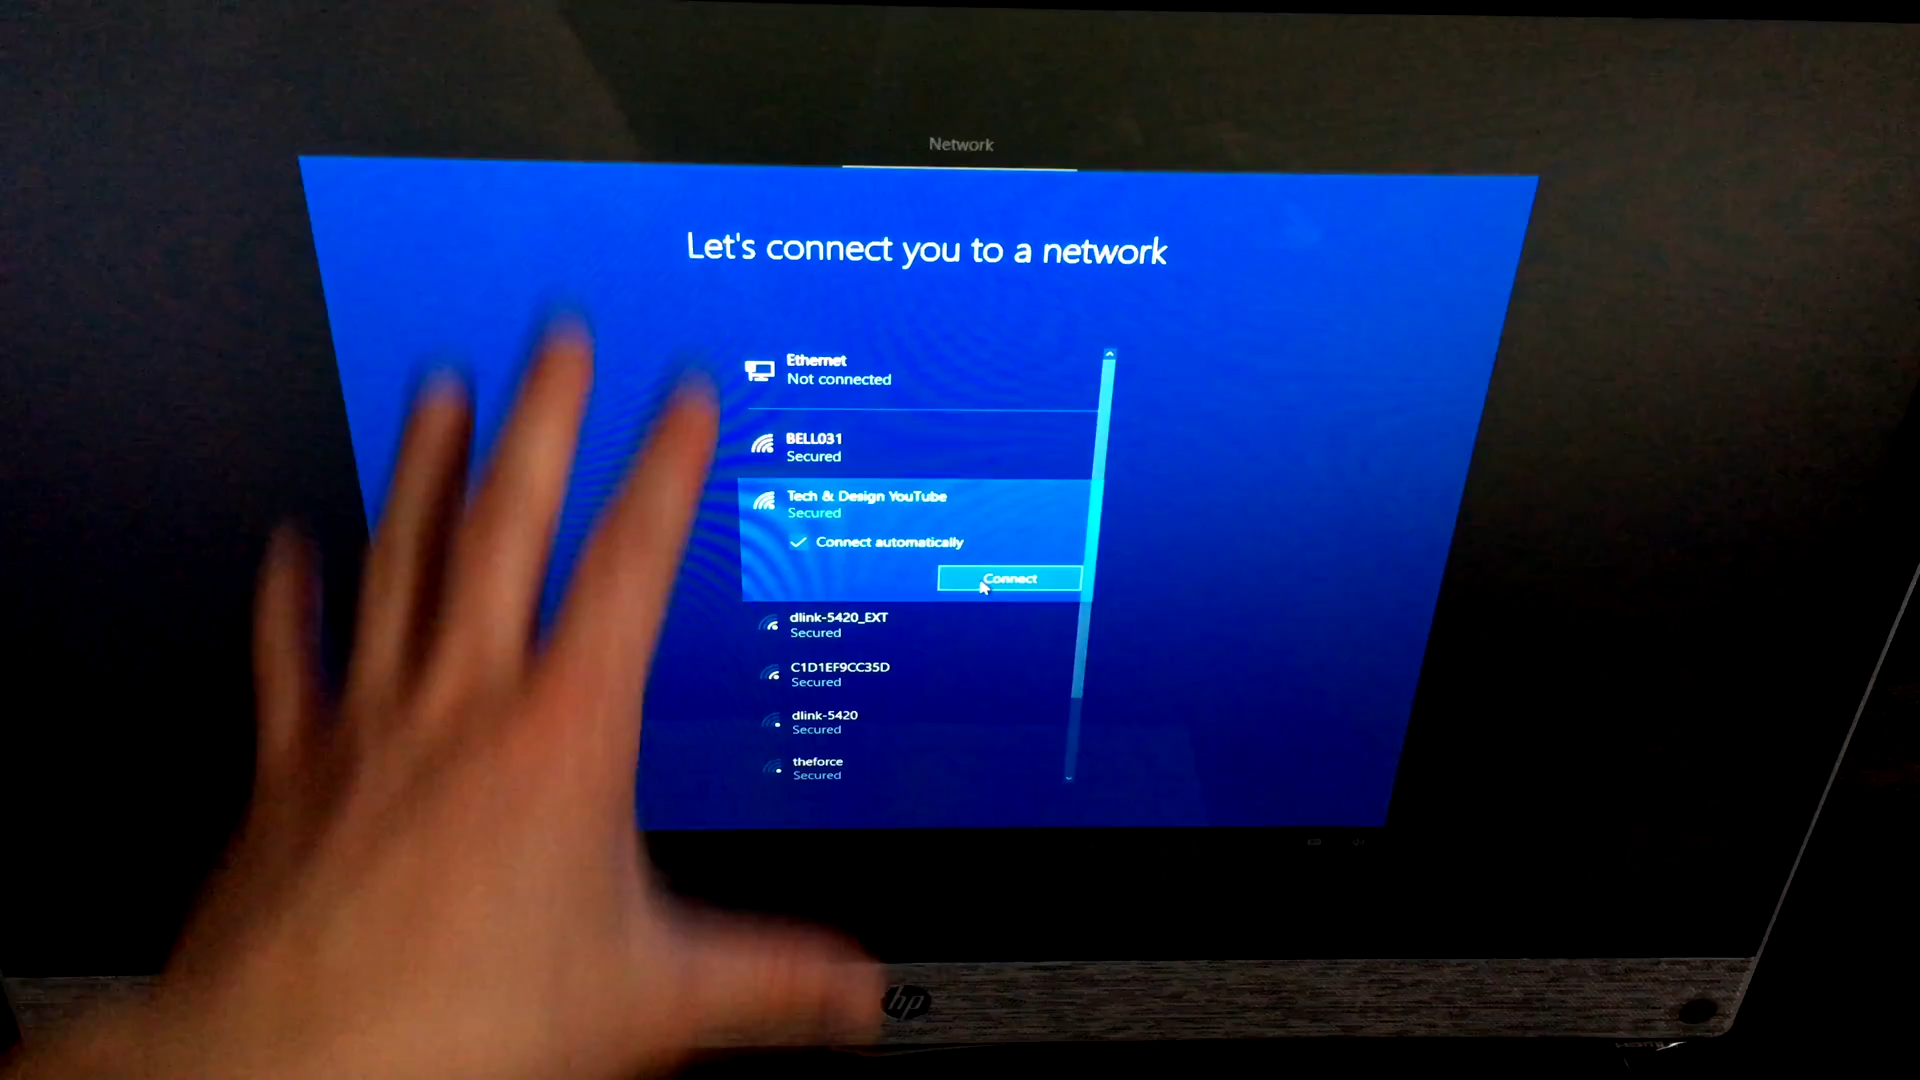 Network
Let's connect you to a network
Ethernet
Not connected
BELL031
Secured
Tech & Design YouTube
Secured
Connect automatically
Connect
dlink-5420_EXT
Secured
C1D1EF9CC35D
Secured
dlink-5420
Secured
theforce
Secured
hp